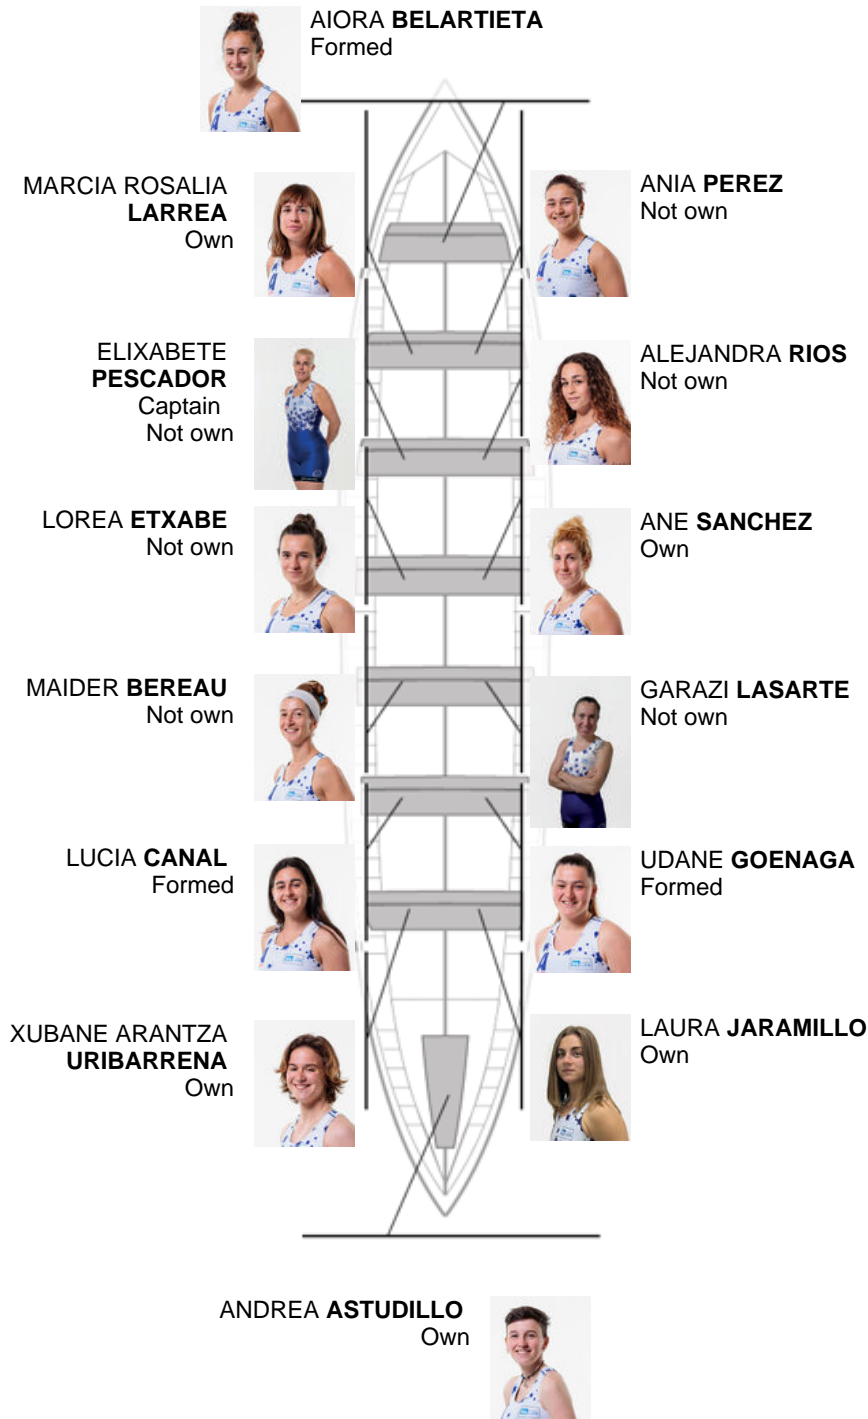 AIORA BELARTIETA
Formed
MARCIA ROSALIA
LARREA
Own
ANIA PEREZ
Not own
ELIXABETE
PESCADOR
Captain
Not own
ALEJANDRA RIOS
Not own
LOREA ETXABE
Not own
ANE SANCHEZ
Own
MAIDER BEREAU
Not own
GARAZI LASARTE
Not own
LUCIA CANAL
Formed
UDANE GOENAGA
Formed
XUBANE ARANTZA
URIBARRENA
Own
LAURA JARAMILLO
Own
ANDREA ASTUDILLO
Own